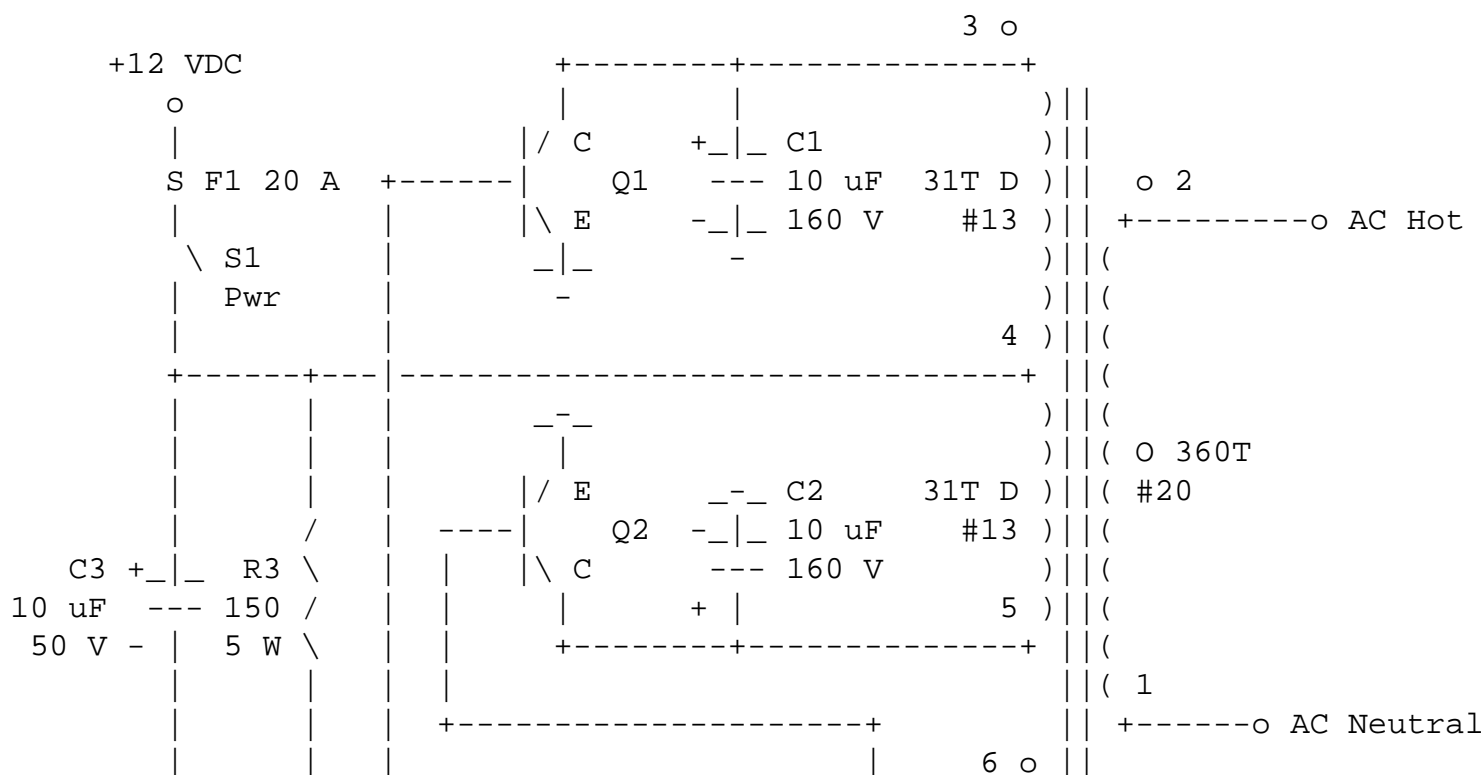 3 o
+12 VDC +--------+--------------+
o | | )||
| |/ C +_|_ C1 )||
S F1 20 A +------| Q1 --- 10 uF 31T D )|| o 2
| | |\ E -_|_ 160 V #13 )|| +---------o AC Hot
\ S1 | _|_ - )||(
| Pwr | - )||(
| | 4 )||(
+------+---|--------------------------------+ ||(
| | | _-_ )||(
| | | | )||( O 360T
| | | |/ E _-_ C2 31T D )||( #20
| / | ----| Q2 -_|_ 10 uF #13 )||(
C3 +_|_ R3 \ | | |\ C --- 160 V )||(
10 uF --- 150 / | | | + | 5 )||(
50 V - | 5 W \ | | +--------+--------------+ ||(
| | | | ||( 1
| | | +----------------------+ || +------o AC Neutral
| | | | 6 o ||